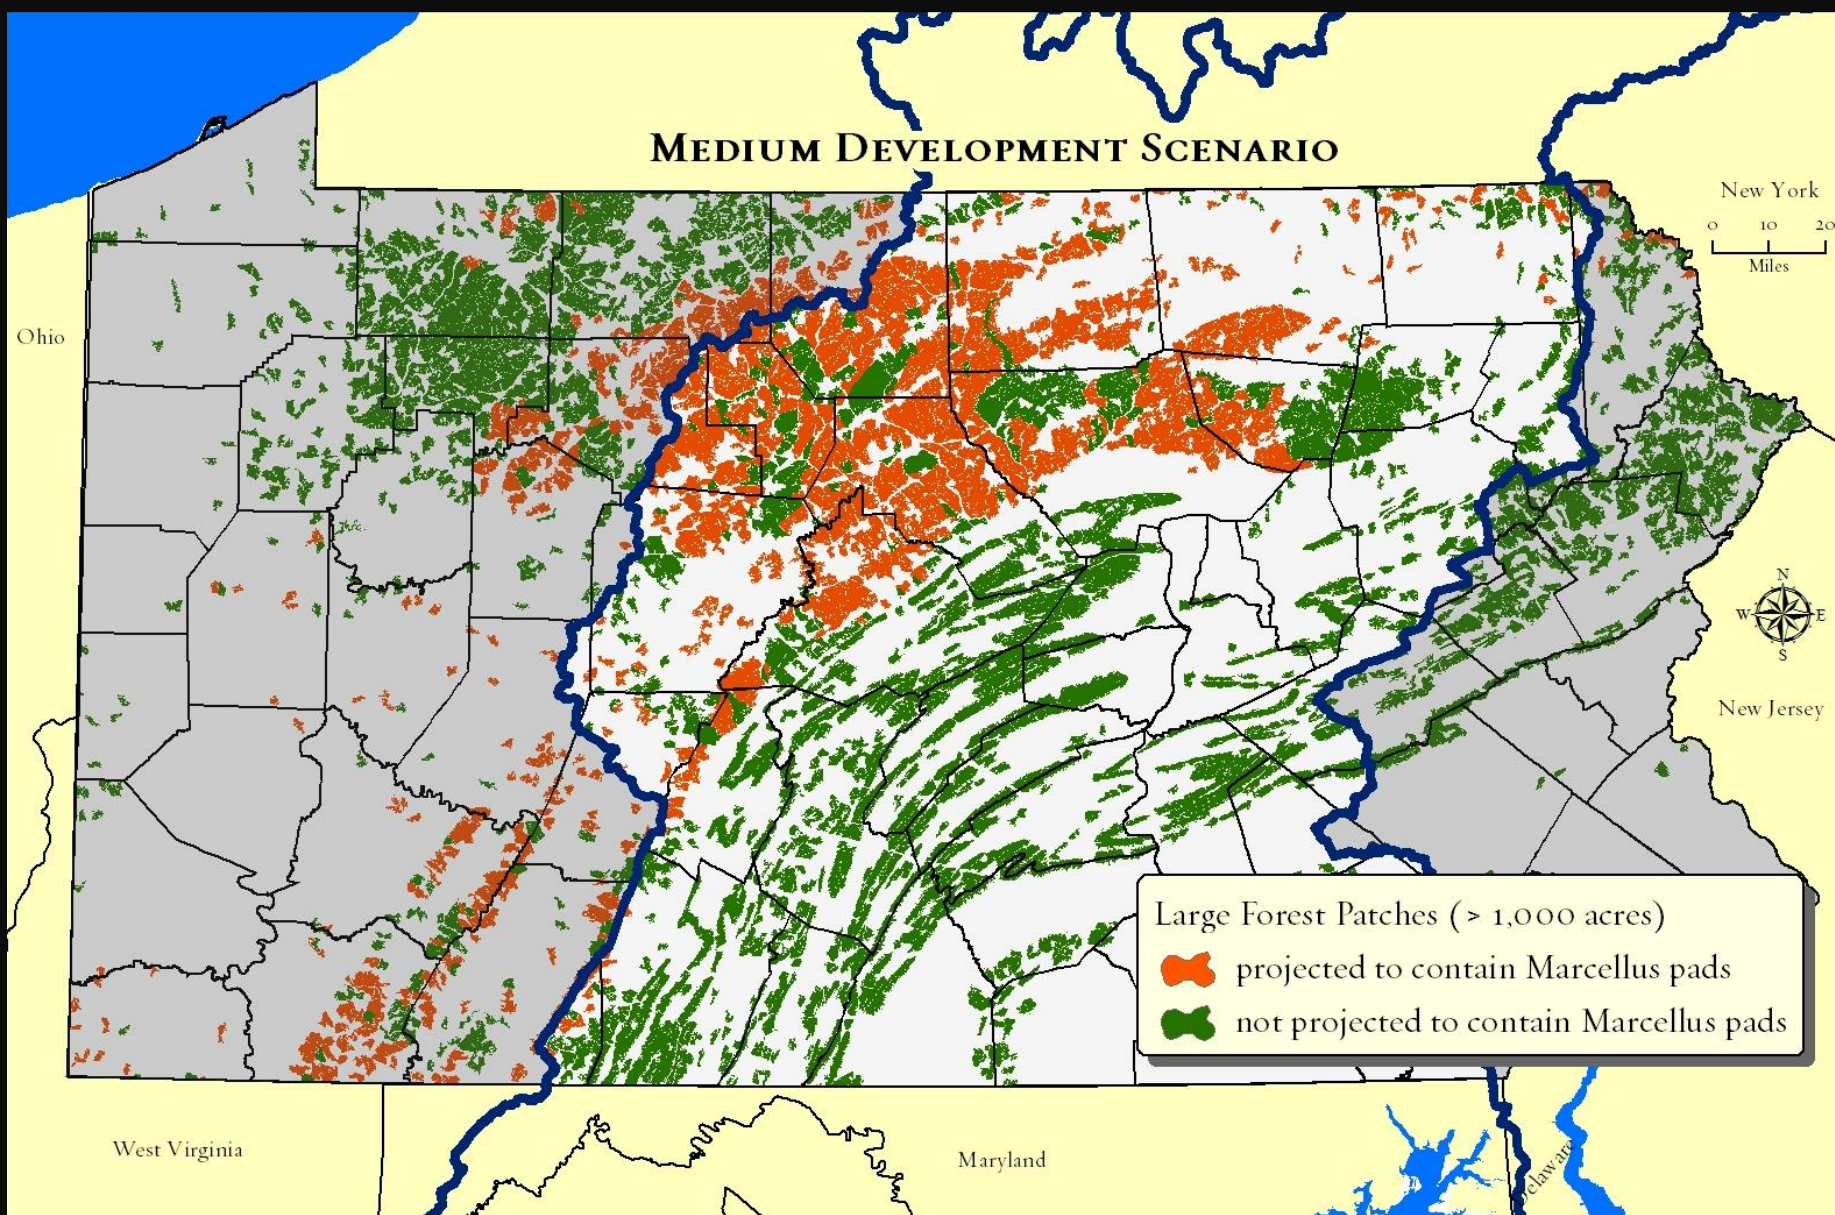 MEDIUM DEVELOPMENT SCENARIO
New York
0 10 20
Miles
Ohio
N
W E
S
New Jersey
Large Forest Patches (> 1,000 acres)
projected to contain Marcellus pads
not projected to contain Marcellus pads
West Virginia
Maryland
Delaware